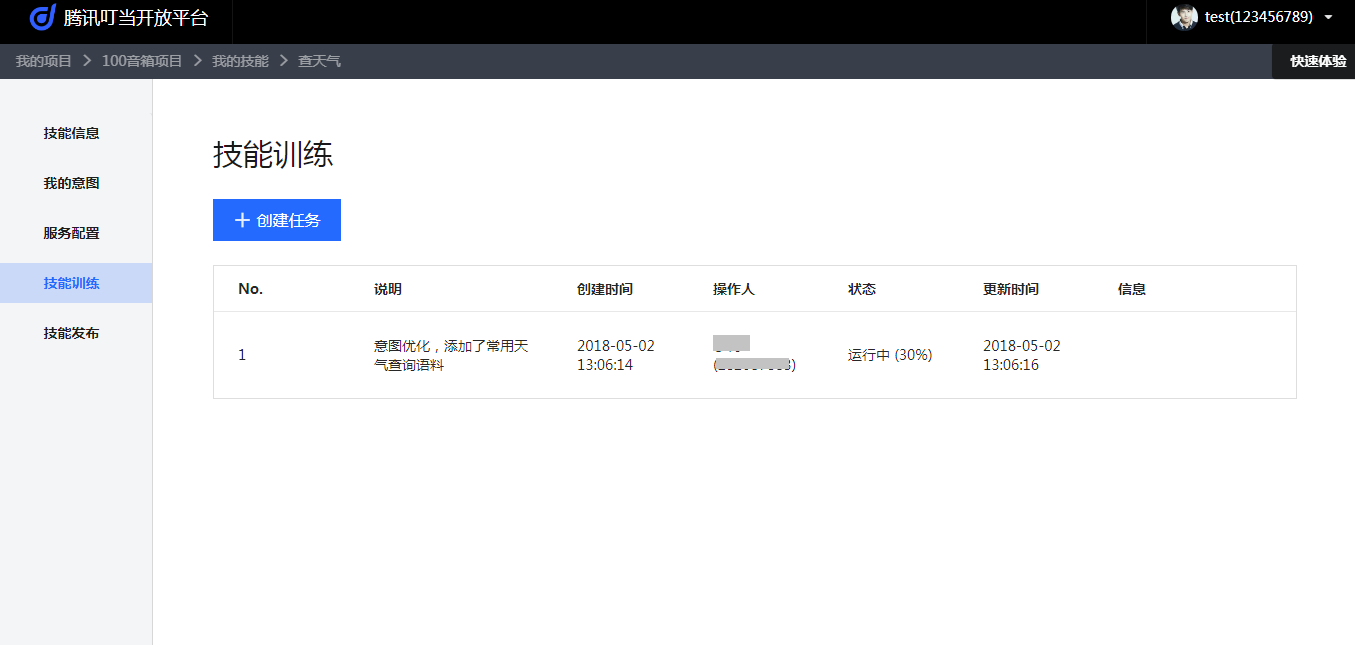 腾讯叮当开放平台
test(123456789)
我的项目 > 100音箱项目 > 我的技能 > 查天气
快速体验
技能信息
我的意图
服务配置
技能训练
技能发布
技能训练
+ 创建任务
No. 说明 创建时间 操作人 状态 更新时间 信息
1 意图优化，添加了常用天 2018-05-02 运行中 (30%) 2018-05-02
气查询语料 13:06:14 13:06:16